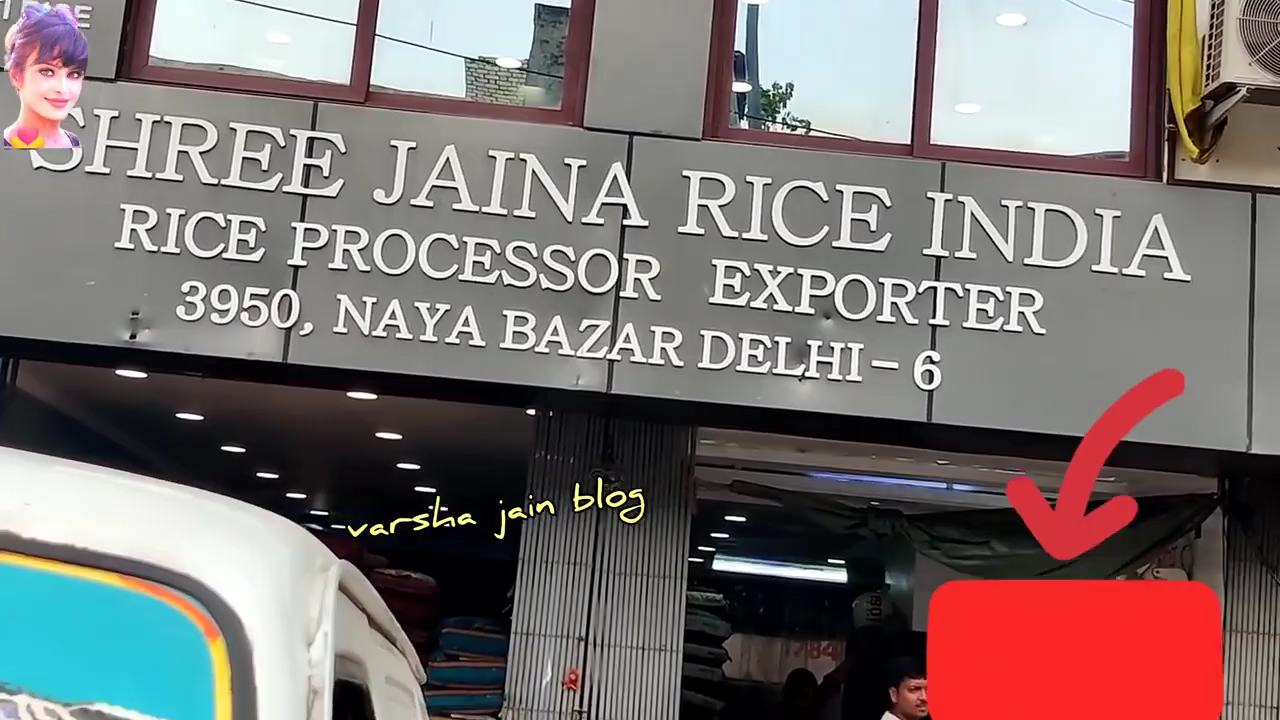 SHREE JAINA RICE INDIA
RICE PROCESSOR EXPORTER
3950, NAYA BAZAR DELHI-6
varsha jain blog